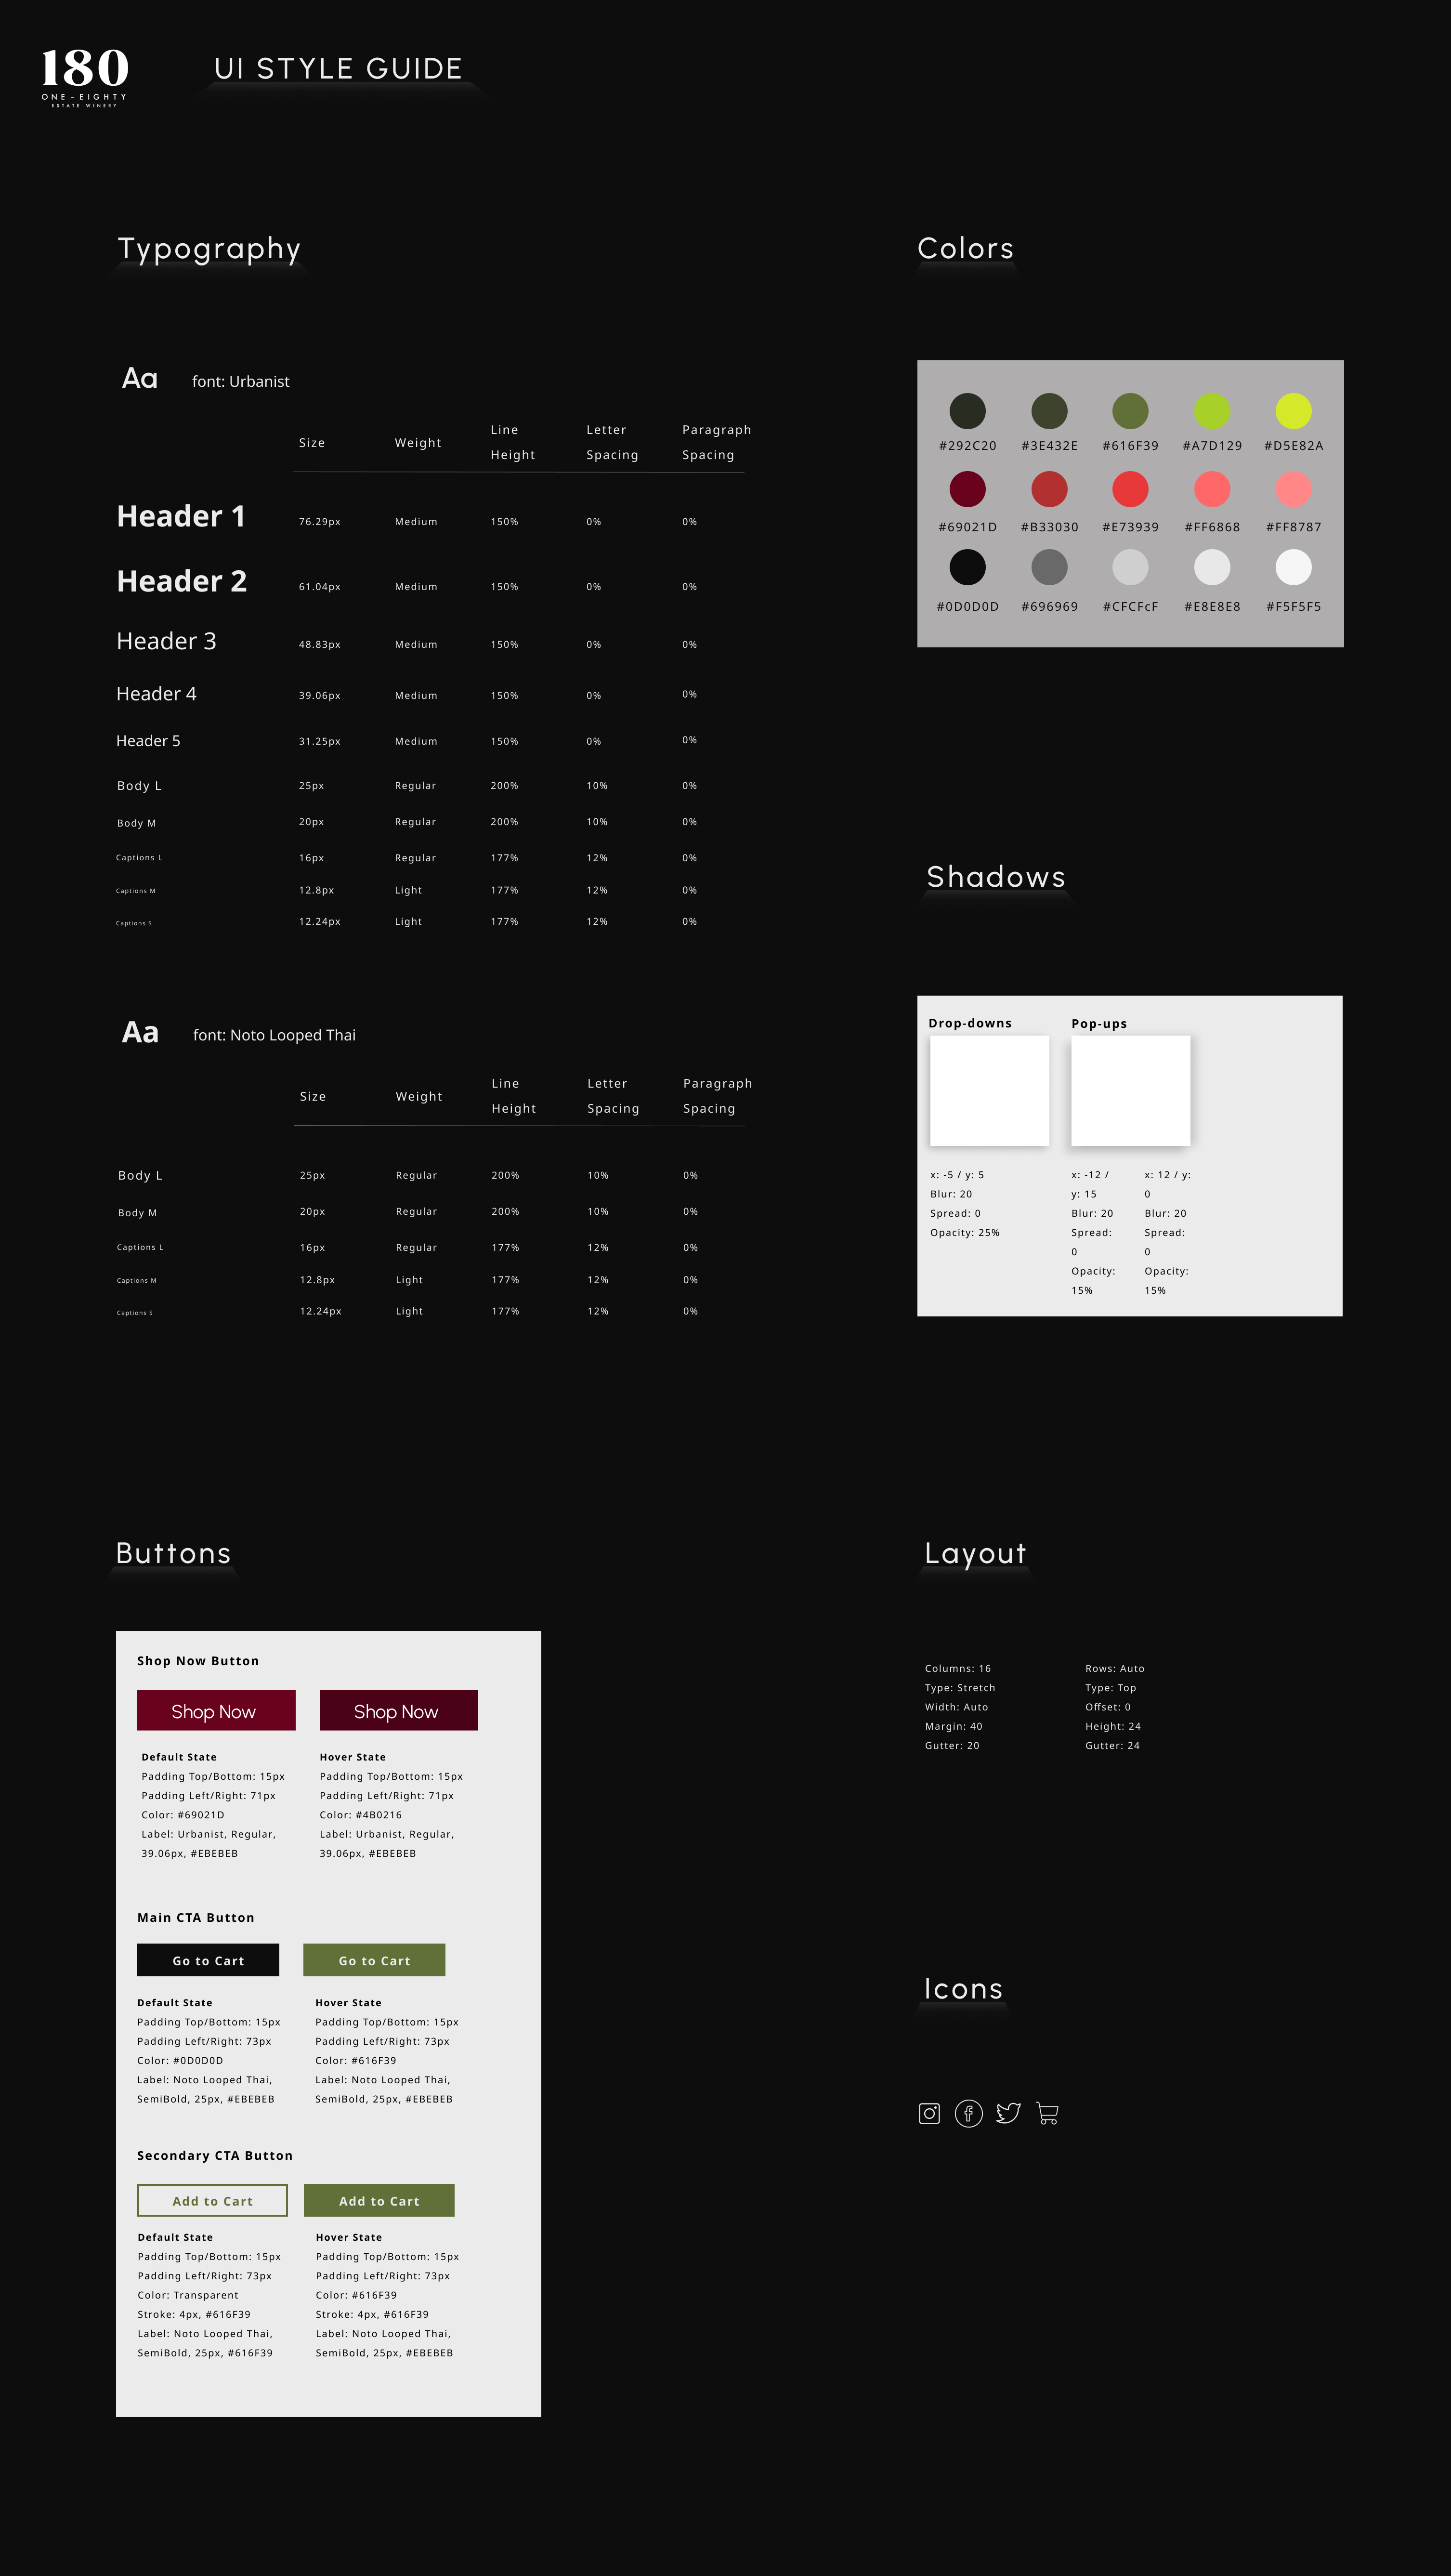 180
ONE-EIGHTY
ESTATE WINERY
UI STYLE GUIDE
Typography
Aa font: Urbanist
Size Weight Line Height Letter Spacing Paragraph Spacing
Header 1 76.29px Medium 150% 0% 0%
Header 2 61.04px Medium 150% 0% 0%
Header 3 48.83px Medium 150% 0% 0%
Header 4 39.06px Medium 150% 0% 0%
Header 5 31.25px Medium 150% 0% 0%
Body L 25px Regular 200% 10% 0%
Body M 20px Regular 200% 10% 0%
Captions L 16px Regular 177% 12% 0%
Captions M 12.8px Light 177% 12% 0%
Captions S 12.24px Light 177% 12% 0%
Aa font: Noto Looped Thai
Size Weight Line Height Letter Spacing Paragraph Spacing
Body L 25px Regular 200% 10% 0%
Body M 20px Regular 200% 10% 0%
Captions L 16px Regular 177% 12% 0%
Captions M 12.8px Light 177% 12% 0%
Captions S 12.24px Light 177% 12% 0%
Colors
#292C20 #3E432E #616F39 #A7D129 #D5E82A
#69021D #B33030 #E73939 #FF6868 #FF8787
#0D0D0D #696969 #CFCFcF #E8E8E8 #F5F5F5
Shadows
Drop-downs
x: -5 / y: 5
Blur: 20
Spread: 0
Opacity: 25%
Pop-ups
x: -12 /
y: 15
Blur: 20
Spread:
0
Opacity:
15%
x: 12 / y:
0
Blur: 20
Spread:
0
Opacity:
15%
Buttons
Shop Now Button
Shop Now
Default State
Padding Top/Bottom: 15px
Padding Left/Right: 71px
Color: #69021D
Label: Urbanist, Regular,
39.06px, #EBEBEB
Shop Now
Hover State
Padding Top/Bottom: 15px
Padding Left/Right: 71px
Color: #4B0216
Label: Urbanist, Regular,
39.06px, #EBEBEB
Main CTA Button
Go to Cart
Default State
Padding Top/Bottom: 15px
Padding Left/Right: 73px
Color: #0D0D0D
Label: Noto Looped Thai,
SemiBold, 25px, #EBEBEB
Go to Cart
Hover State
Padding Top/Bottom: 15px
Padding Left/Right: 73px
Color: #616F39
Label: Noto Looped Thai,
SemiBold, 25px, #EBEBEB
Secondary CTA Button
Add to Cart
Default State
Padding Top/Bottom: 15px
Padding Left/Right: 73px
Color: Transparent
Stroke: 4px, #616F39
Label: Noto Looped Thai,
SemiBold, 25px, #616F39
Add to Cart
Hover State
Padding Top/Bottom: 15px
Padding Left/Right: 73px
Color: #616F39
Stroke: 4px, #616F39
Label: Noto Looped Thai,
SemiBold, 25px, #EBEBEB
Layout
Columns: 16
Type: Stretch
Width: Auto
Margin: 40
Gutter: 20
Rows: Auto
Type: Top
Offset: 0
Height: 24
Gutter: 24
Icons